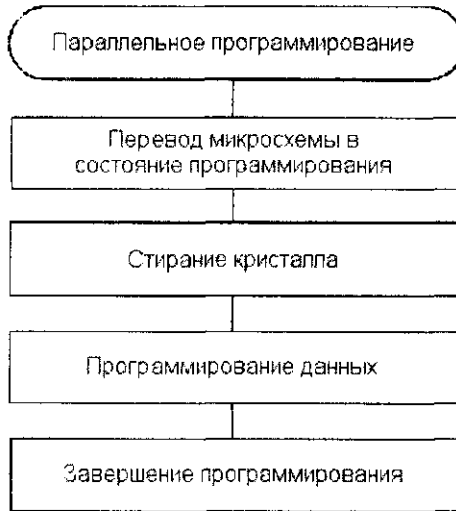 Параллельное программирование
Перевод микросхемы в
состояние программирования
Стирание кристалла
Программирование данных
Завершение программирования